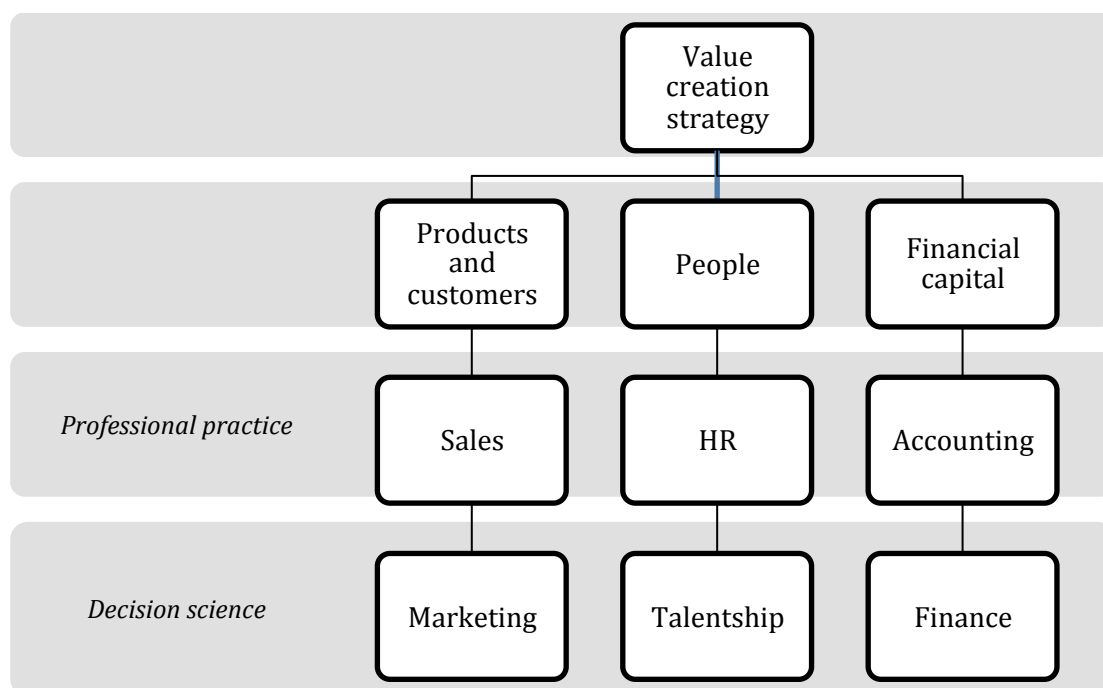 Value
creation
strategy
Products
and
customers
People
Financial
capital
Professional practice
Sales
HR
Accounting
Decision science
Marketing
Talentship
Finance